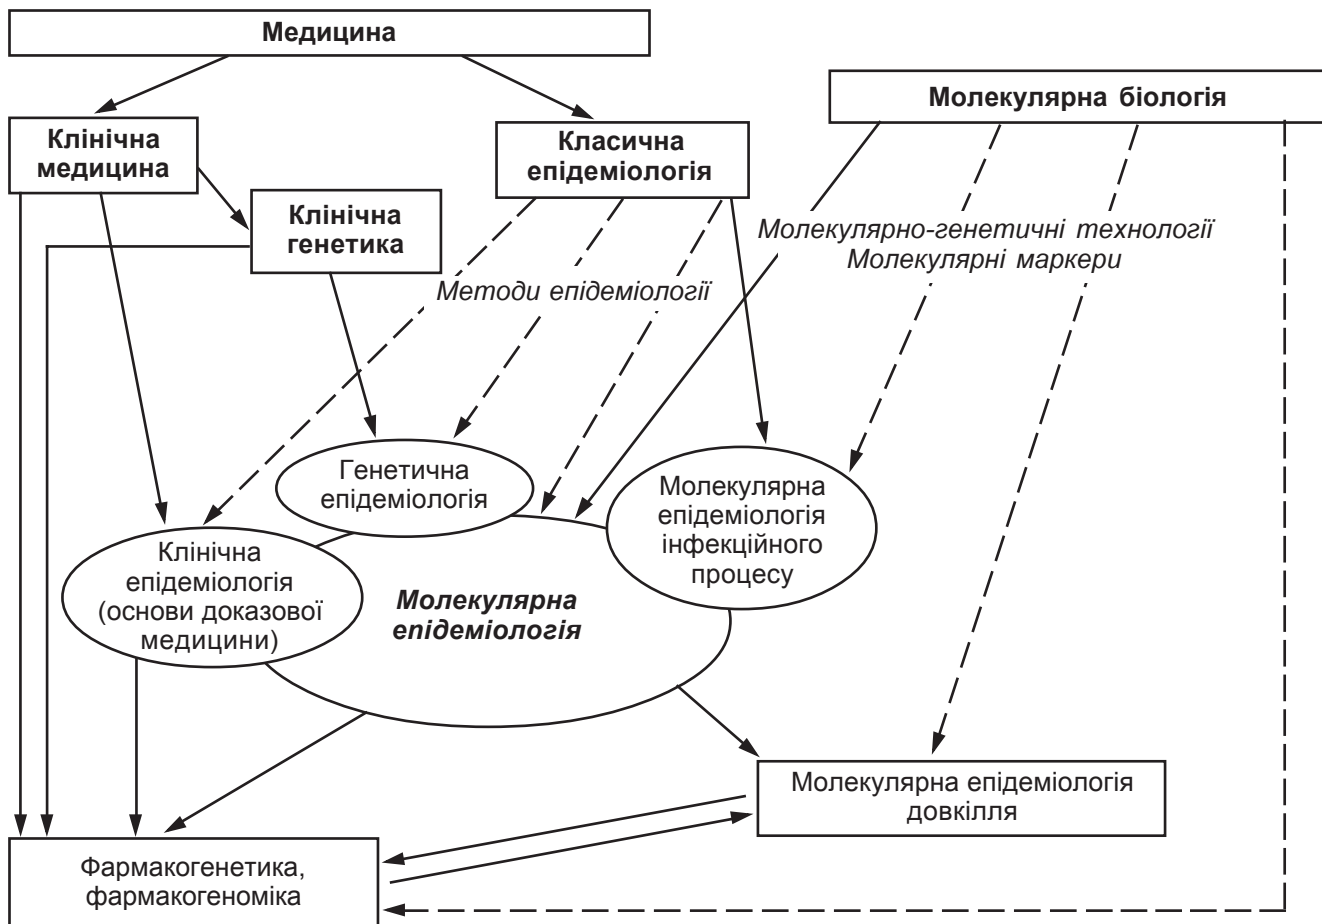 Медицина
Молекулярна біологія
Клінічна
медицина
Класична
епідеміологія
Клінічна
генетика
Молекулярно-генетичні технології
Молекулярні маркери
Методи епідеміології
Генетична
епідеміологія
Молекулярна
епідеміологія
інфекційного
процесу
Клінічна
епідеміологія
(основи доказової
медицини)
Молекулярна
епідеміологія
Молекулярна епідеміологія
довкілля
Фармакогенетика,
фармакогеноміка